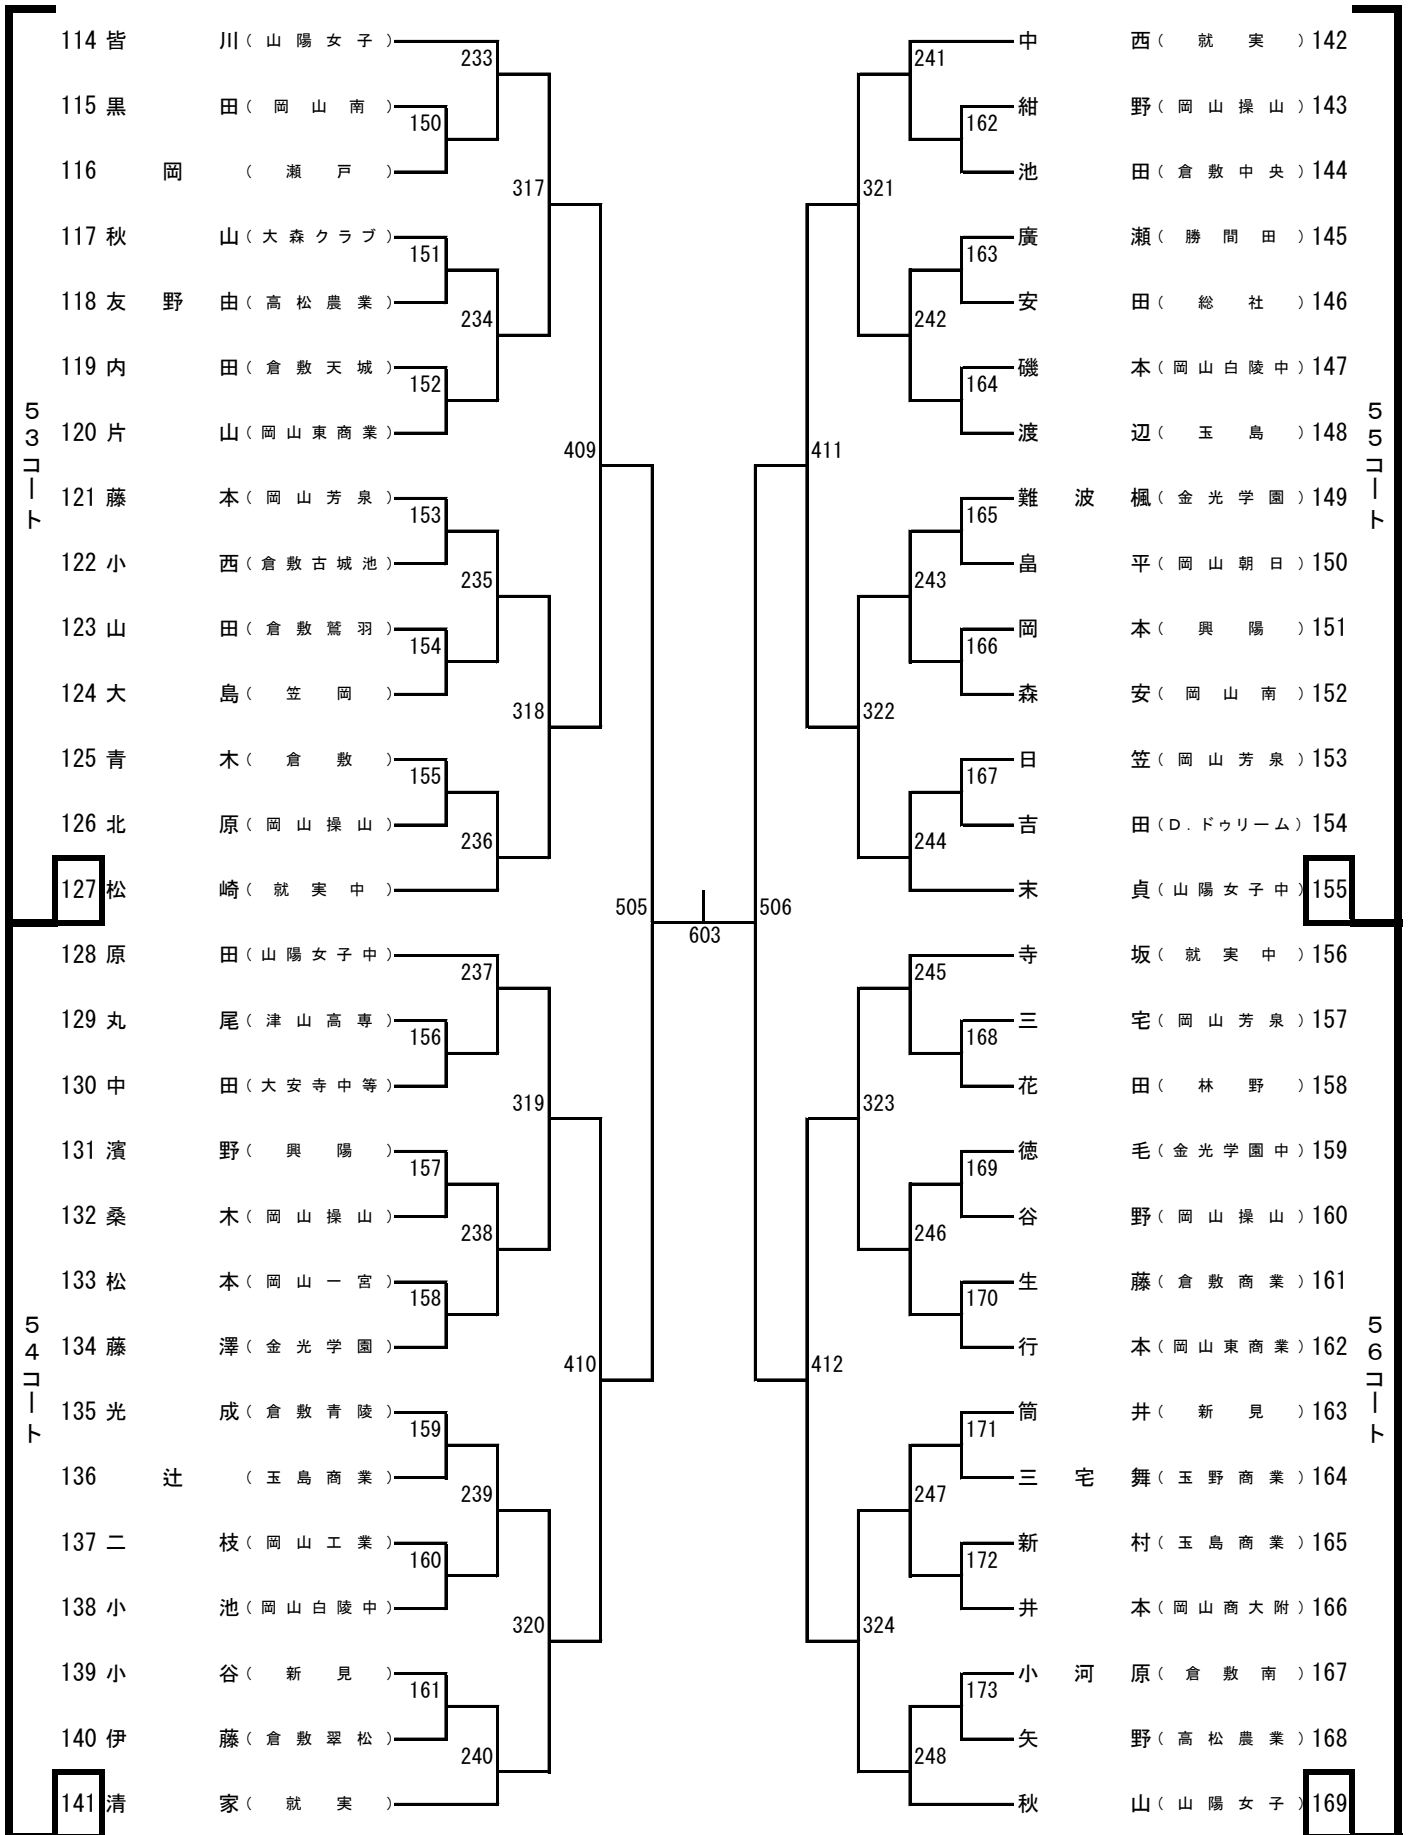 114 皆川(山陽女子)
233
115 黒田(岡山南)
150
116 岡(瀬戸)
317
117 秋山(大森クラブ)
151
118 友野由(高松農業)
234
119 内田(倉敷天城)
152
120 片山(岡山東商業)
53コート
409
121 藤本(岡山芳泉)
153
122 小西(倉敷古城池)
235
123 山田(倉敷鷲羽)
154
124 大島(笠岡)
318
125 青木(倉敷)
155
126 北原(岡山操山)
236
127 松崎(就実中)
505
128 原田(山陽女子中)
237
129 丸尾(津山高専)
156
130 中田(大安寺中等)
319
131 濱野(興陽)
157
132 桑木(岡山操山)
238
133 松本(岡山一宮)
158
134 藤澤(金光学園)
54コート
410
135 光成(倉敷青陵)
159
136 辻(玉島商業)
239
137 二枝(岡山工業)
160
138 小池(岡山白陵中)
320
139 小谷(新見)
161
140 伊藤(倉敷翠松)
240
141 清家(就実)
603
中西(就実)142
241
紺野(岡山操山)143
162
池田(倉敷中央)144
321
廣瀬(勝間田)145
163
安田(総社)146
242
磯本(岡山白陵中)147
164
渡辺(玉島)148
55コート
411
難波楓(金光学園)149
165
畠平(岡山朝日)150
243
岡本(興陽)151
166
森安(岡山南)152
322
日笠(岡山芳泉)153
167
吉田(D.ドゥリーム)154
244
末貞(山陽女子中)155
506
寺坂(就実中)156
245
三宅(岡山芳泉)157
168
花田(林野)158
323
徳毛(金光学園中)159
169
谷野(岡山操山)160
246
生藤(倉敷商業)161
170
行本(岡山東商業)162
56コート
412
筒井(新見)163
171
三宅舞(玉野商業)164
247
新村(玉島商業)165
172
井本(岡山商大附)166
324
小河原(倉敷南)167
173
矢野(高松農業)168
248
秋山(山陽女子)169